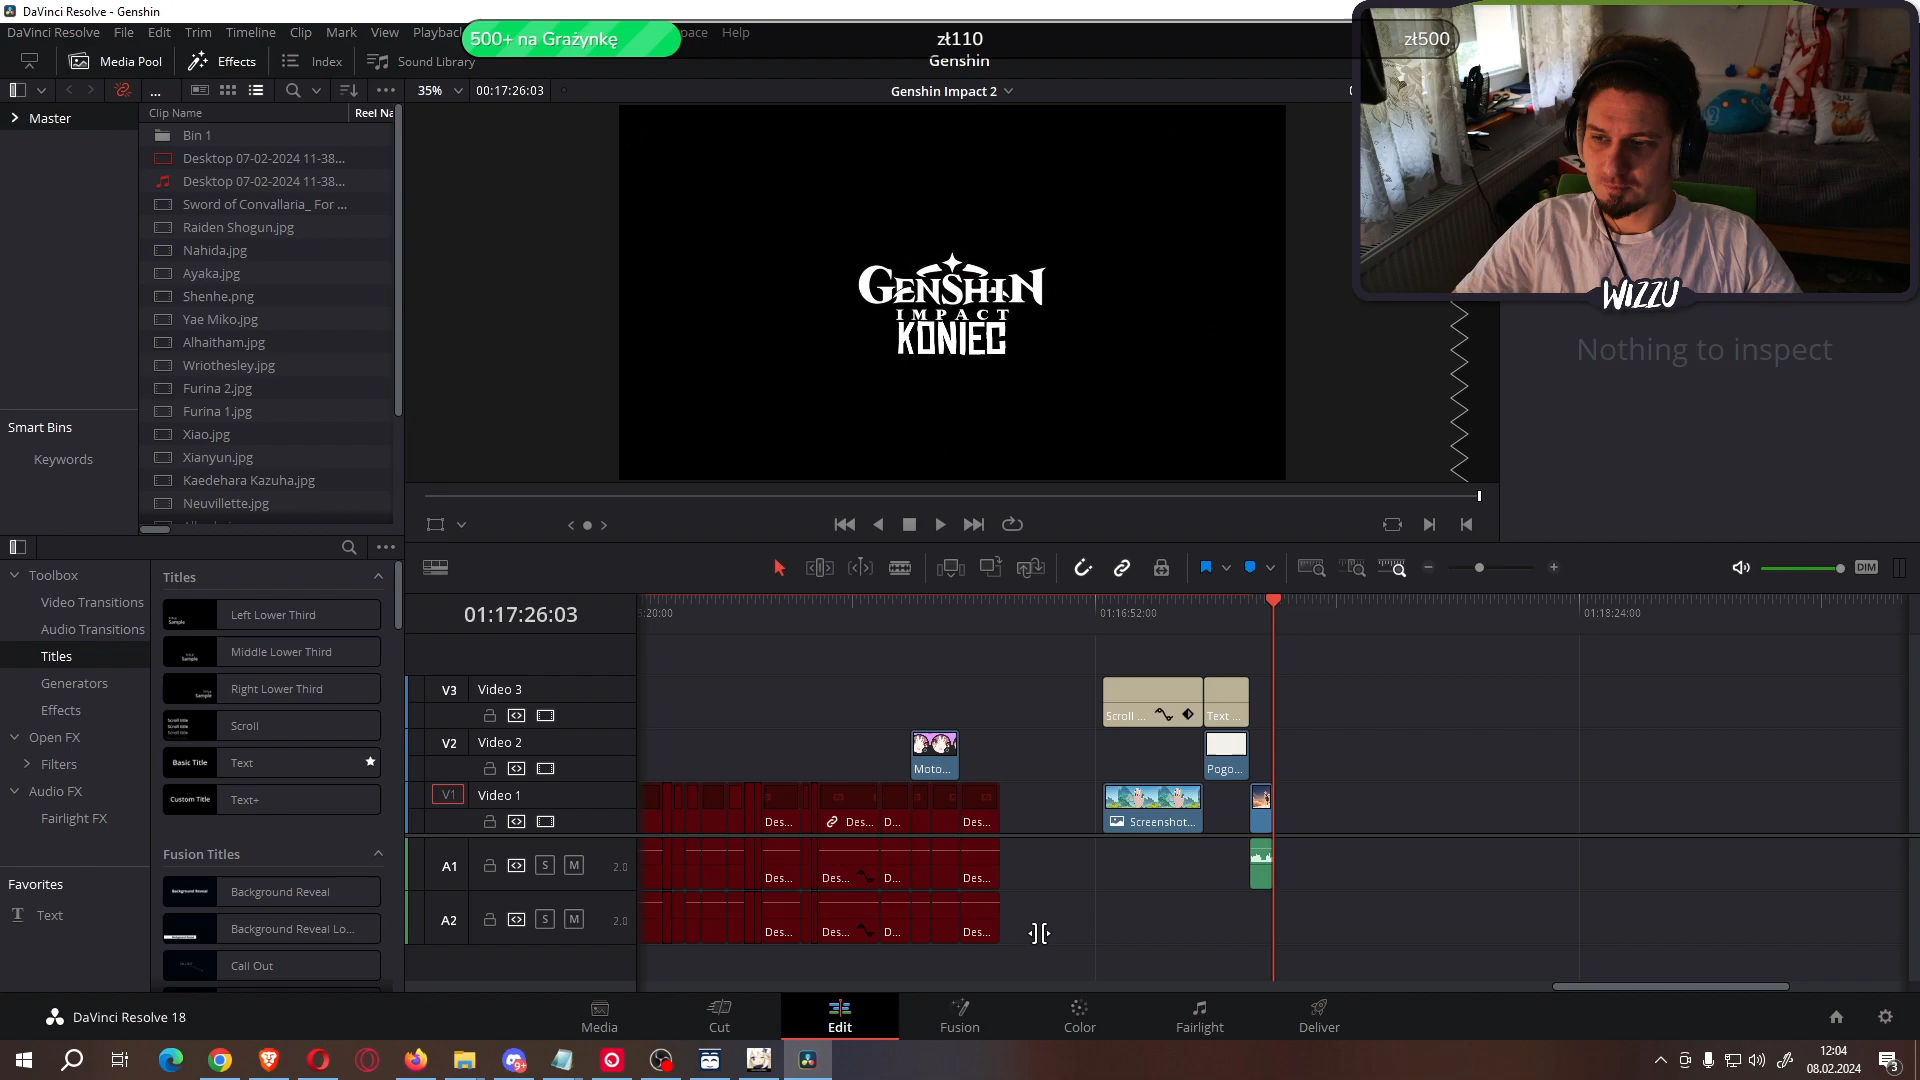 DaVinci Resolve - Genshin
DaVinci Resolve File Edit Trim Timeline Clip Mark View Playback Help
500+ na Grażynkę
zł110
zł500
Media Pool Effects Index Sound Library
Genshin
... 35% 00:17:26:03 Genshin Impact 2
Master
Clip Name Reel Na
Bin 1
Desktop 07-02-2024 11-38...
Desktop 07-02-2024 11-38...
Sword of Convallaria_ For ...
Raiden Shogun.jpg
Nahida.jpg
Ayaka.jpg
Shenhe.png
Yae Miko.jpg
Alhaitham.jpg
Wriothesley.jpg
Furina 2.jpg
Furina 1.jpg
Xiao.jpg
Xianyun.jpg
Kaedehara Kazuha.jpg
Neuvillette.jpg
Smart Bins
Keywords
GENSHIN
IMPACT
KONIEC
WIZZU
Nothing to inspect
Toolbox
Video Transitions
Audio Transitions
Titles
Generators
Effects
Open FX
Filters
Audio FX
Fairlight FX
Favorites
Text
Titles
Left Lower Third
Middle Lower Third
Right Lower Third
Scroll
Basic Title Text
Custom Title Text+
Fusion Titles
Background Reveal Background Reveal
Background Reveal Lo...
Call Out
DIM
01:17:26:03
:20:00 01:16:52:00 01:18:24:00
V3 Video 3
Scroll ... Text ...
V2 Video 2
Moto... Pogo...
V1 Video 1
Des... Des... D... Des... Screenshot...
A1 S M 2.0
Des... Des... D... Des...
A2 S M 2.0
Des... Des... D... Des...
DaVinci Resolve 18
Media Cut Edit Fusion Color Fairlight Deliver
9+
12:04
08.02.2024
3